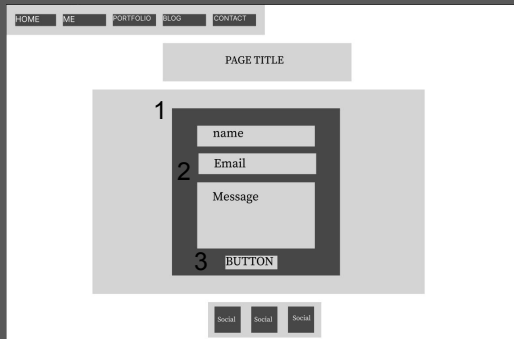 HOME ME PORTFOLIO BLOG CONTACT
PAGE TITLE
1
name
2 Email
Message
3 BUTTON
Social Social Social